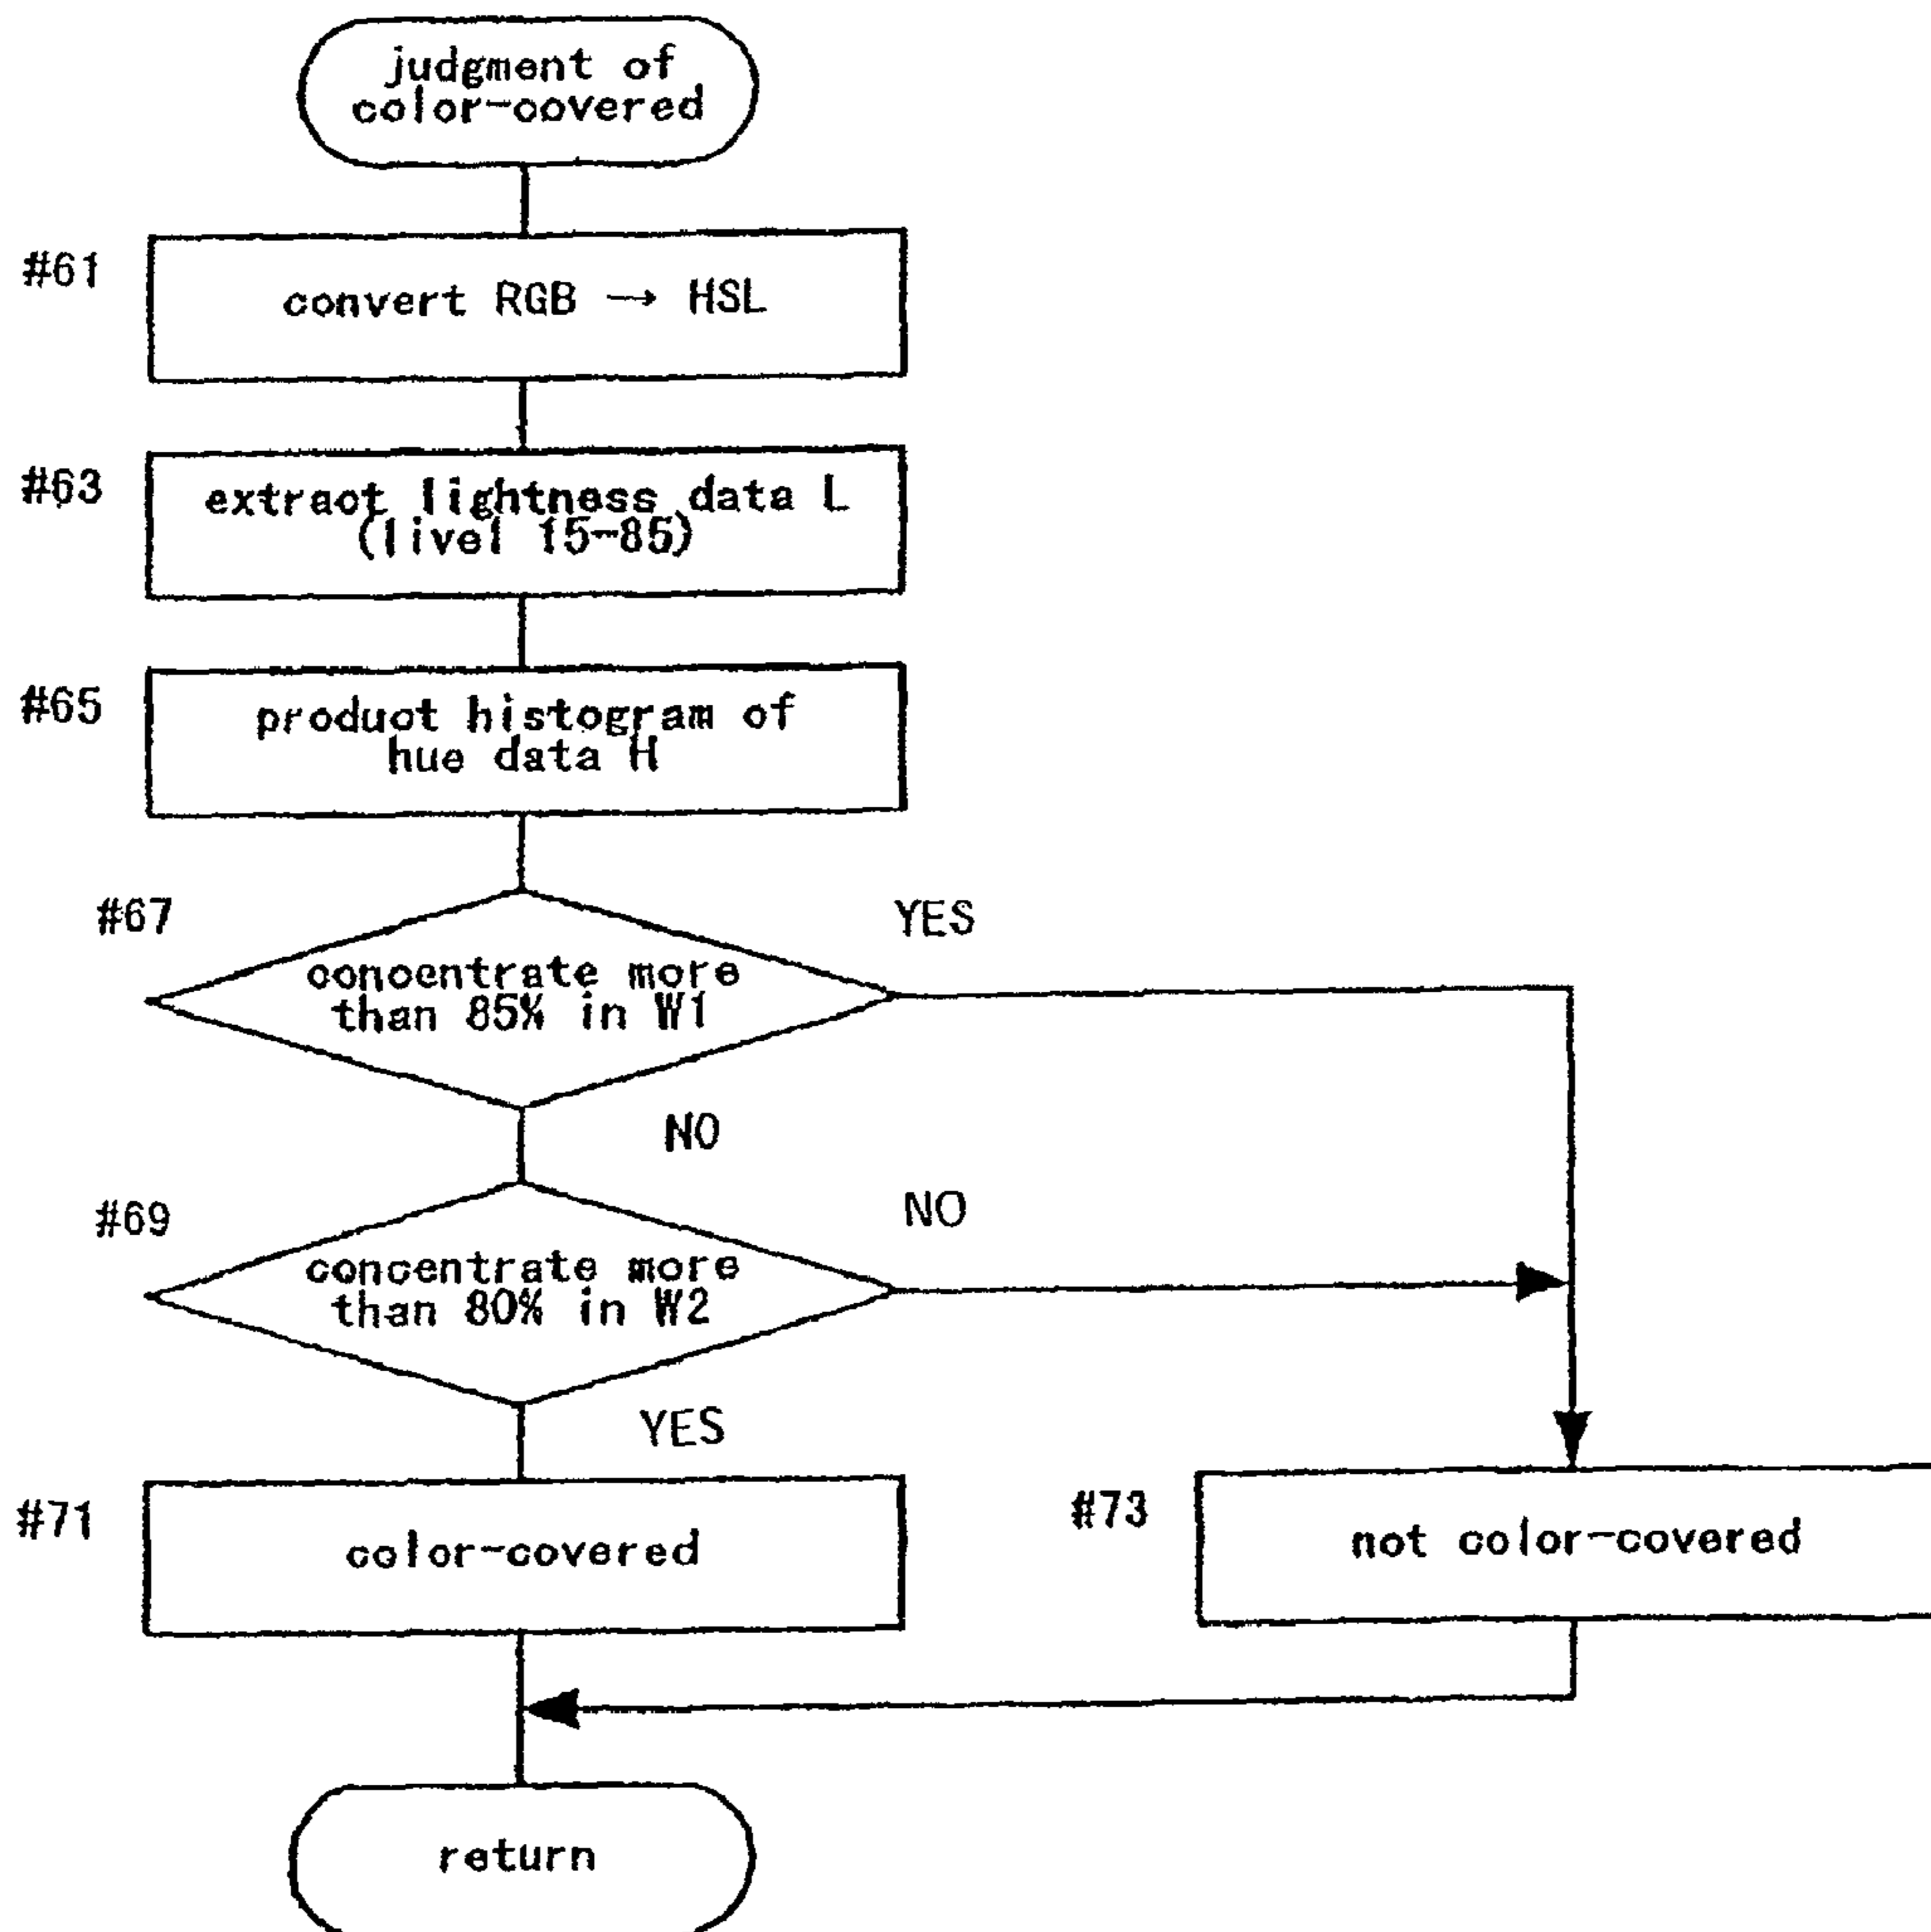 judgment of
color-covered
#61
convert RGB → HSL
#63
extract lightness data L
(livel 15-85)
#65
product histogram of
hue data H
#67
YES
concentrate more
than 85% in W1
NO
#69
NO
concentrate more
than 80% in W2
YES
#71
color-covered
#73
not color-covered
return